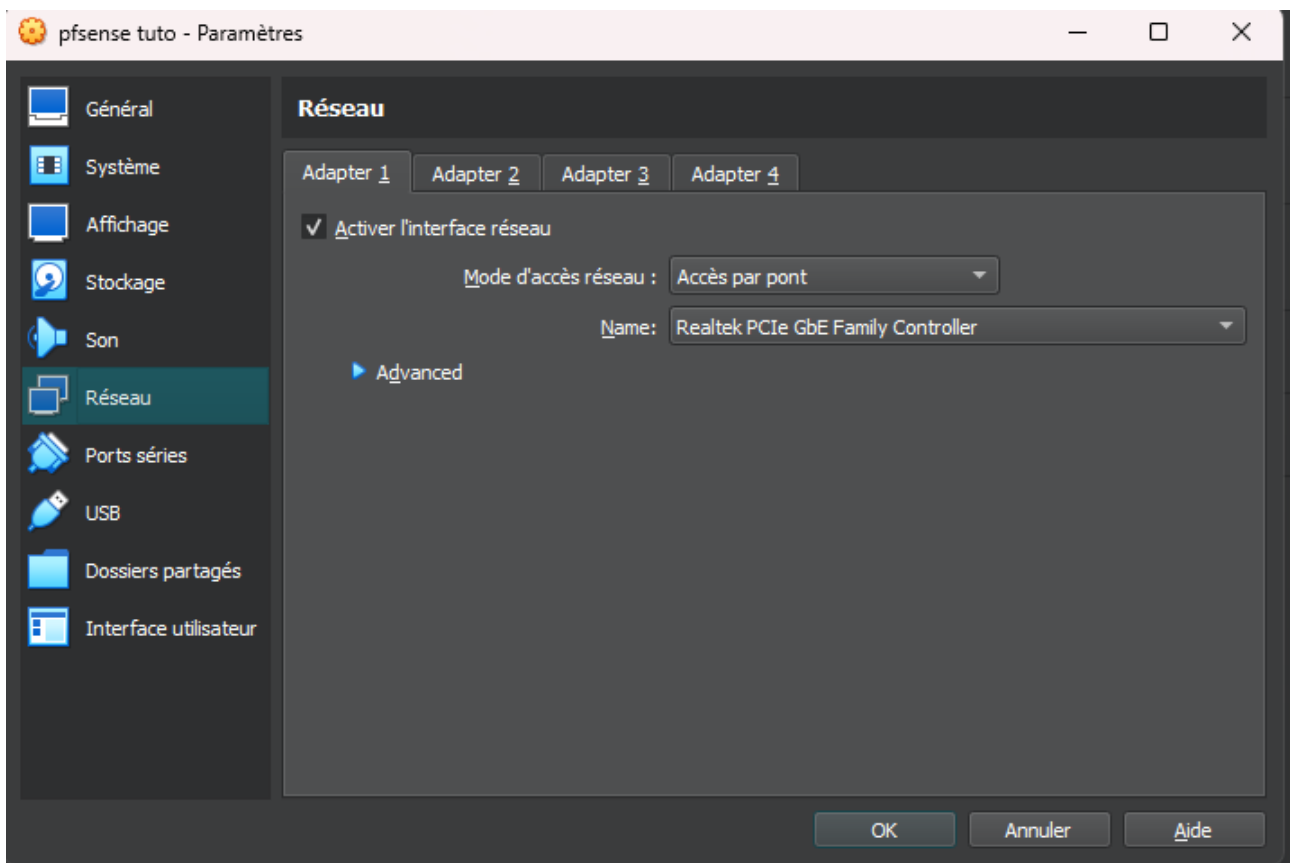 pfsense tuto - Paramètres
Général
Système
Affichage
Stockage
Son
Réseau
Ports séries
USB
Dossiers partagés
Interface utilisateur
Réseau
Adapter 1 Adapter 2 Adapter 3 Adapter 4
Activer l'interface réseau
Mode d'accès réseau : Accès par pont
Name: Realtek PCIe GbE Family Controller
Advanced
OK Annuler Aide